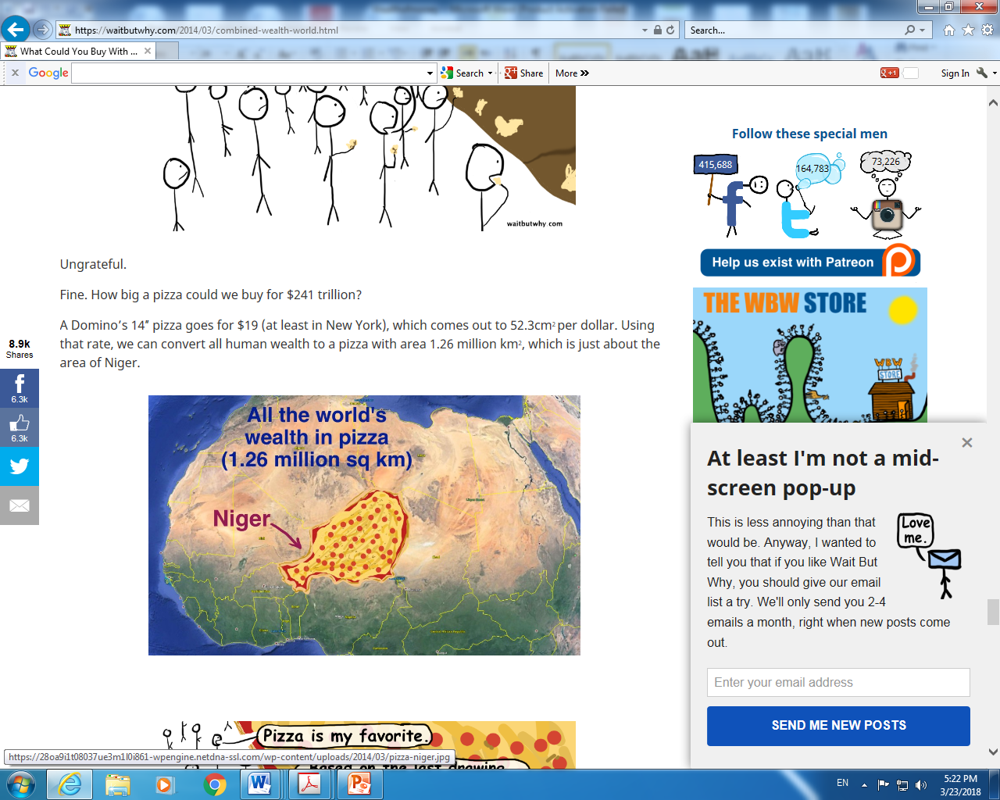 https://waitbutwhy.com/2014/03/combined-wealth-world.html
Search...
What Could You Buy With ...
Google
Search
Share
More »
+1
Sign In
waitbutwhy.com
Ungrateful.
Fine. How big a pizza could we buy for $241 trillion?
A Domino's 14″ pizza goes for $19 (at least in New York), which comes out to 52.3cm² per dollar. Using
that rate, we can convert all human wealth to a pizza with area 1.26 million km², which is just about the
area of Niger.
8.9k
Shares
6.3k
6.3k
All the world's
wealth in pizza
(1.26 million sq km)
Niger
Pizza is my favorite.
Based on the last drawing
https://28oa9i1t08037ue3m1l0i861-wpengine.netdna-ssl.com/wp-content/uploads/2014/03/pizza-niger.jpg
Follow these special men
415,688
164,783
73,226
Help us exist with Patreon
THE WBW STORE
WBW
STORE
At least I'm not a mid-
screen pop-up
This is less annoying than that
would be. Anyway, I wanted to
tell you that if you like Wait But
Why, you should give our email
list a try. We'll only send you 2-4
emails a month, right when new posts come
out.
Love
me.
Enter your email address
SEND ME NEW POSTS
EN
5:22 PM
3/23/2018